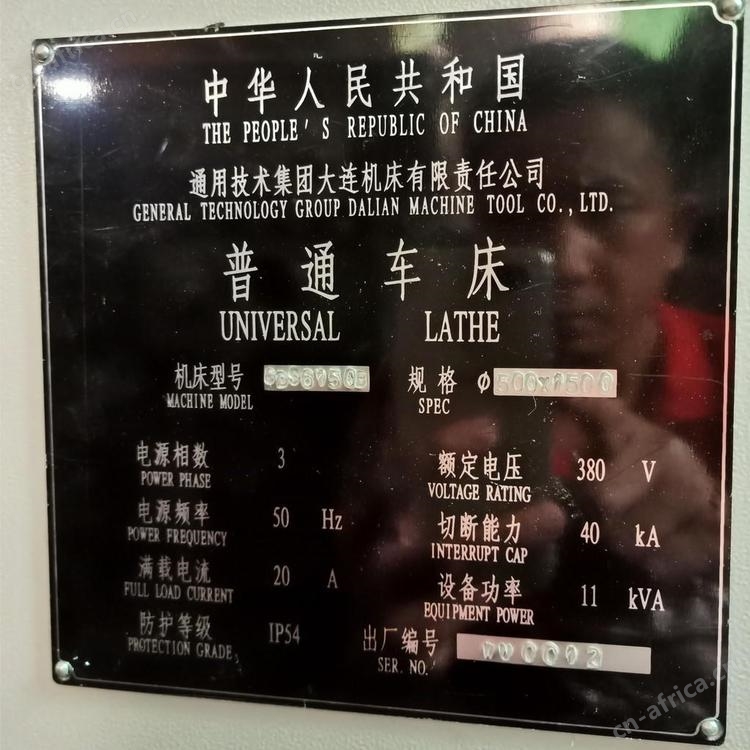 中华人民共和国
THE PEOPLE'S REPUBLIC OF CHINA
通用技术集团大连机床有限责任公司
GENERAL TECHNOLOGY GROUP DALIAN MACHINE TOOL CO.,LTD.
普通车床
UNIVERSAL LATHE
机床型号 规格 Φ500x1500
MACHINE MODEL SPEC
电源相数 3 额定电压 380 V
POWER PHASE VOLTAGE RATING
电源频率 50 Hz 切断能力 40 kA
POWER FREQUENCY INTERRUPT CAP
满载电流 20 A 设备功率 11 kVA
FULL LOAD CURRENT EQUIPMENT POWER
防护等级 IP54 出厂编号
PROTECTION GRADE SER. NO.